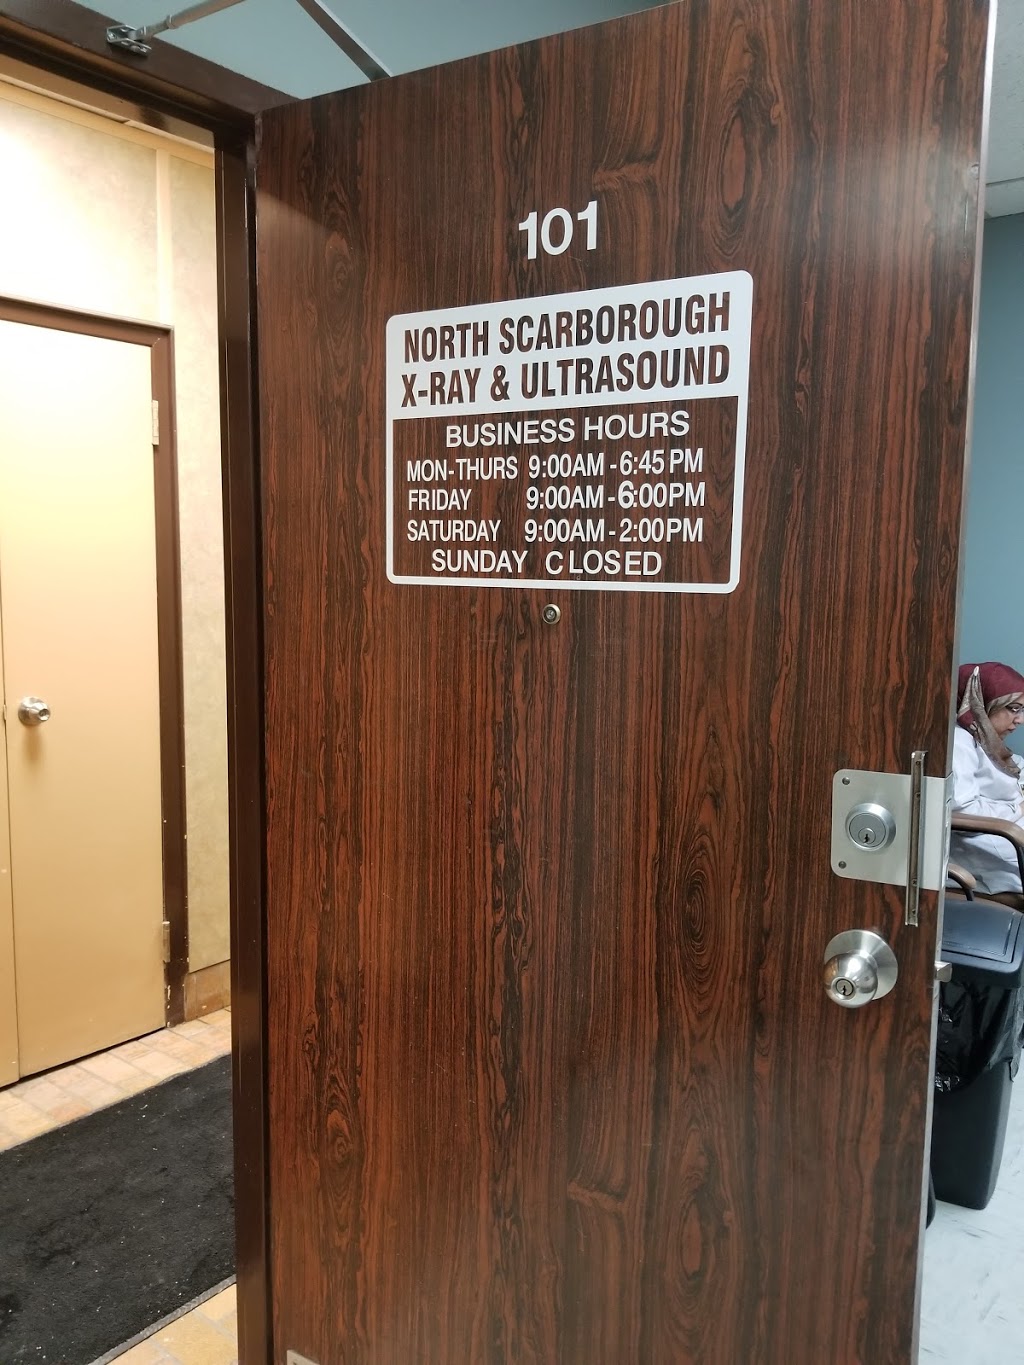 101
NORTH SCARBOROUGH
X-RAY & ULTRASOUND
BUSINESS HOURS
MON-THURS 9:00AM - 6:45 PM
FRIDAY 9:00AM - 6:00PM
SATURDAY 9:00AM - 2:00PM
SUNDAY CLOSED